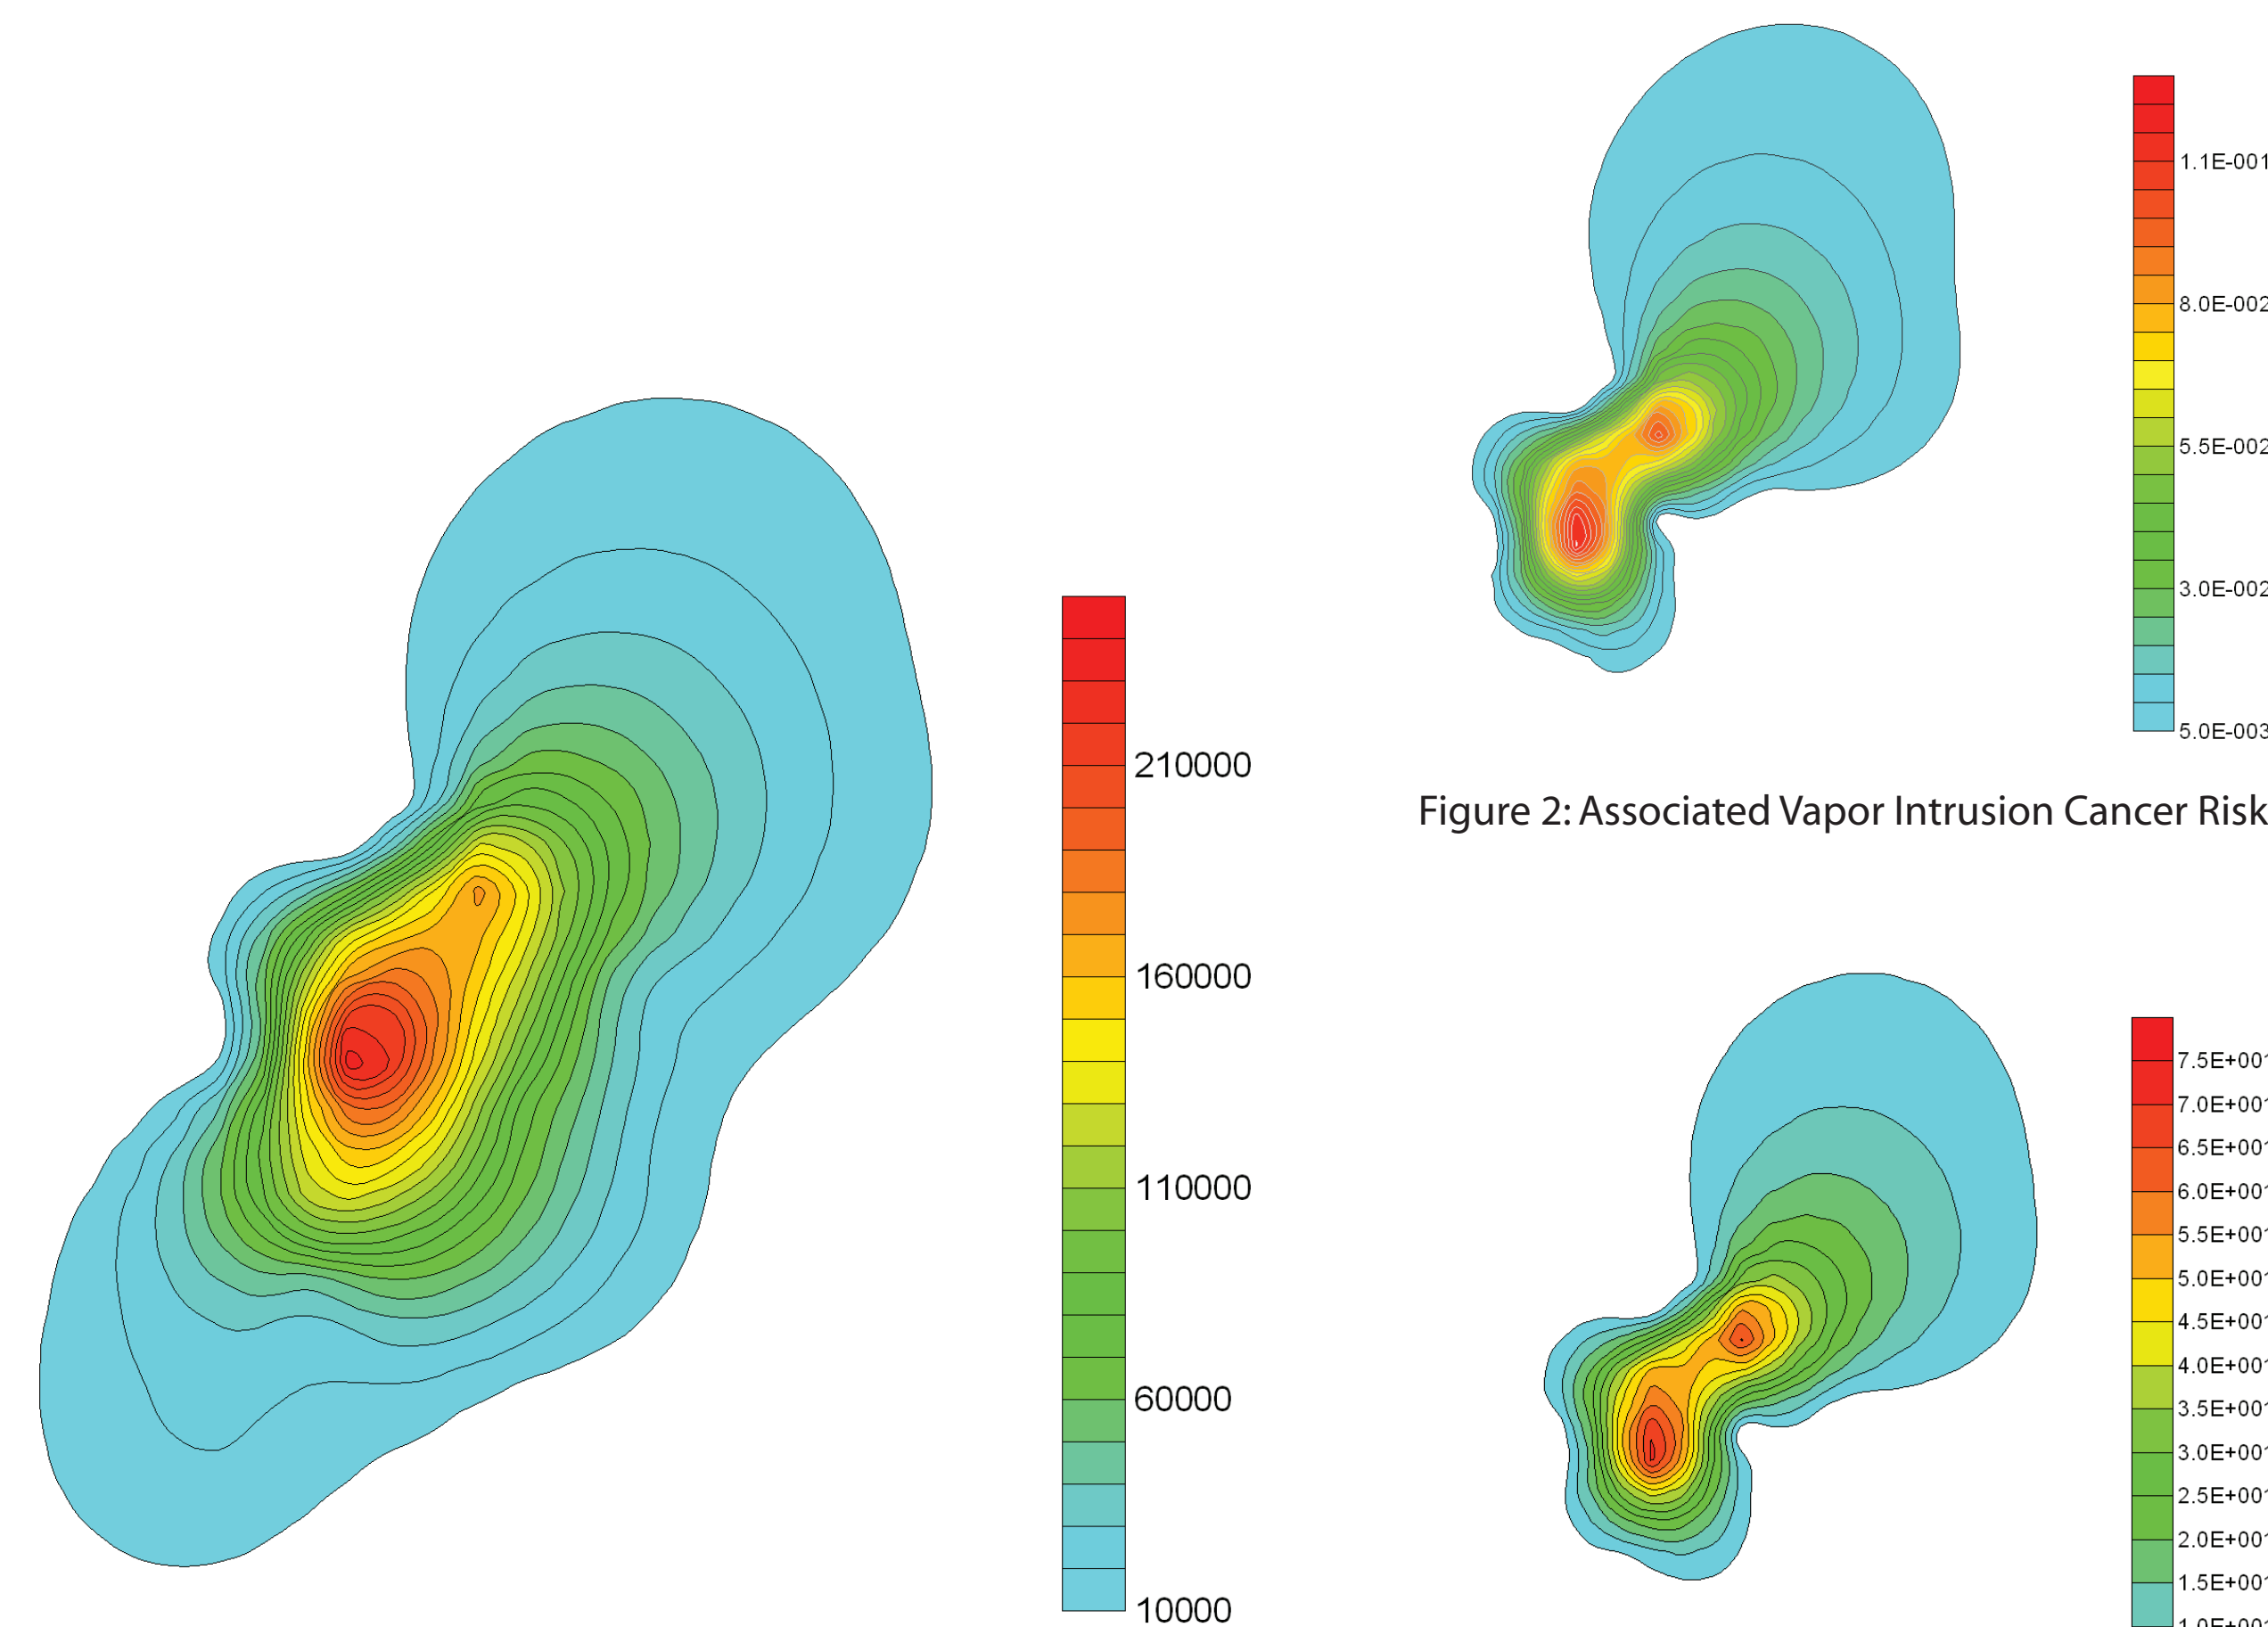 210000
160000
110000
60000
10000
1.1E-001
8.0E-002
5.5E-002
3.0E-002
5.0E-003
Figure 2: Associated Vapor Intrusion Cancer Risk
7.5E+001
7.0E+001
6.5E+001
6.0E+001
5.5E+001
5.0E+001
4.5E+001
4.0E+001
3.5E+001
3.0E+001
2.5E+001
2.0E+001
1.5E+001
1.0E+001